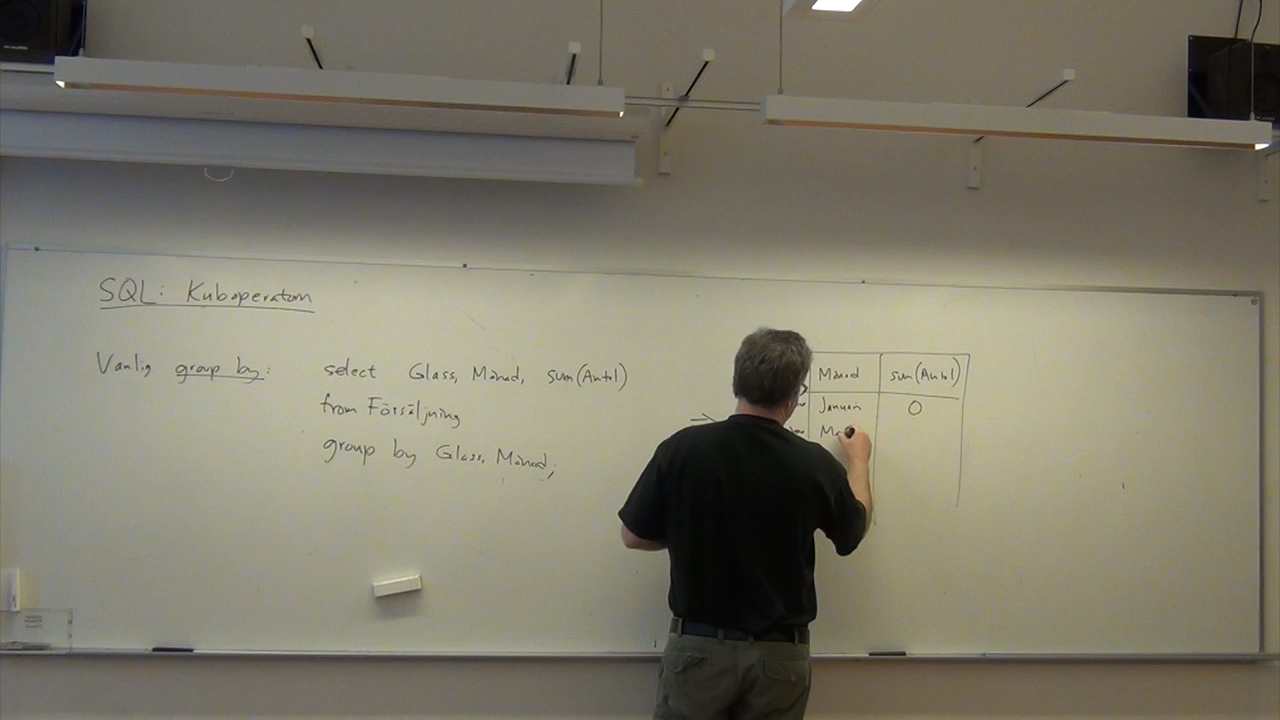 SQL: Kuboperatorn
Vanlig group by: select Glass, Månad, sum(Antal)
from Försäljning
group by Glass, Månad;
=> Månad sum(Antal)
Januari 0